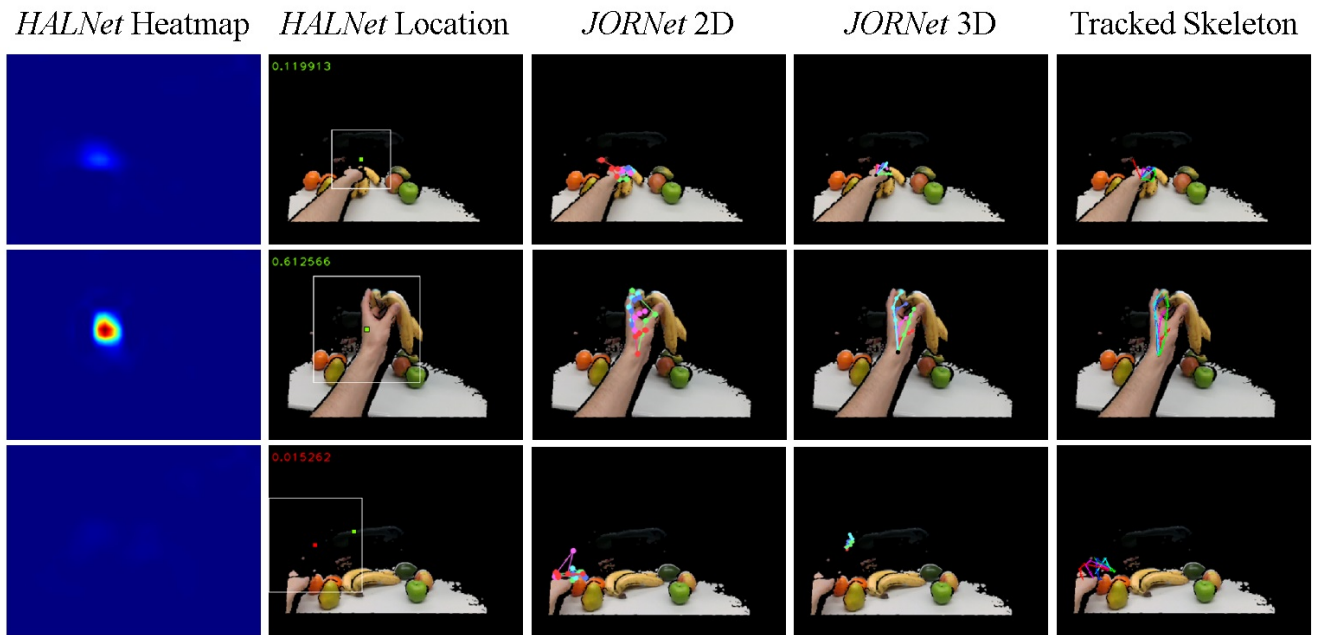 HALNet Heatmap HALNet Location JORNet 2D JORNet 3D Tracked Skeleton
0.119913
0.612566
0.015262